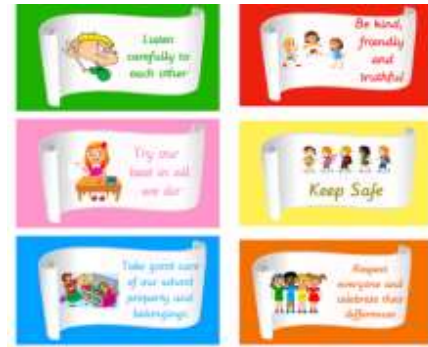 Listen
carefully to
each other
Be kind,
friendly
and
truthful
Try our
best in all
we do
Keep Safe
Take great care
of our school
property and
belongings
Respect
everyone and
celebrate their
differences